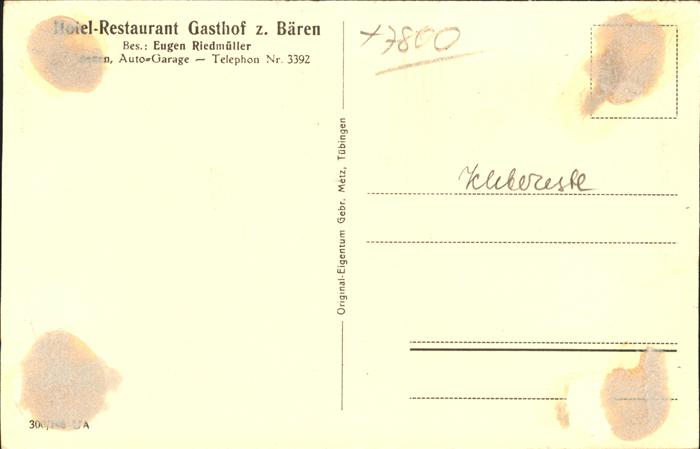 Hotel-Restaurant Gasthof z. Bären
Bes.: Eugen Riedmüller
Auto=Garage — Telephon Nr. 3392
+7800
Original-Eigentum Gebr. Metz, Tübingen
Klebereste